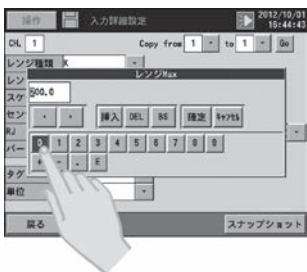 操作 入力詳細設定 2012/10/10 16:44:43
CH. 1 Copy from 1 to 1 Go
レンジ種類 K
レンジMax
レン
スケ 500.0
セン 挿入 DEL BS 確定 キャンセル
RJ 0 1 2 3 4 5 6 7 8 9
バー + - . E
タグ
単位
戻る スナップショット